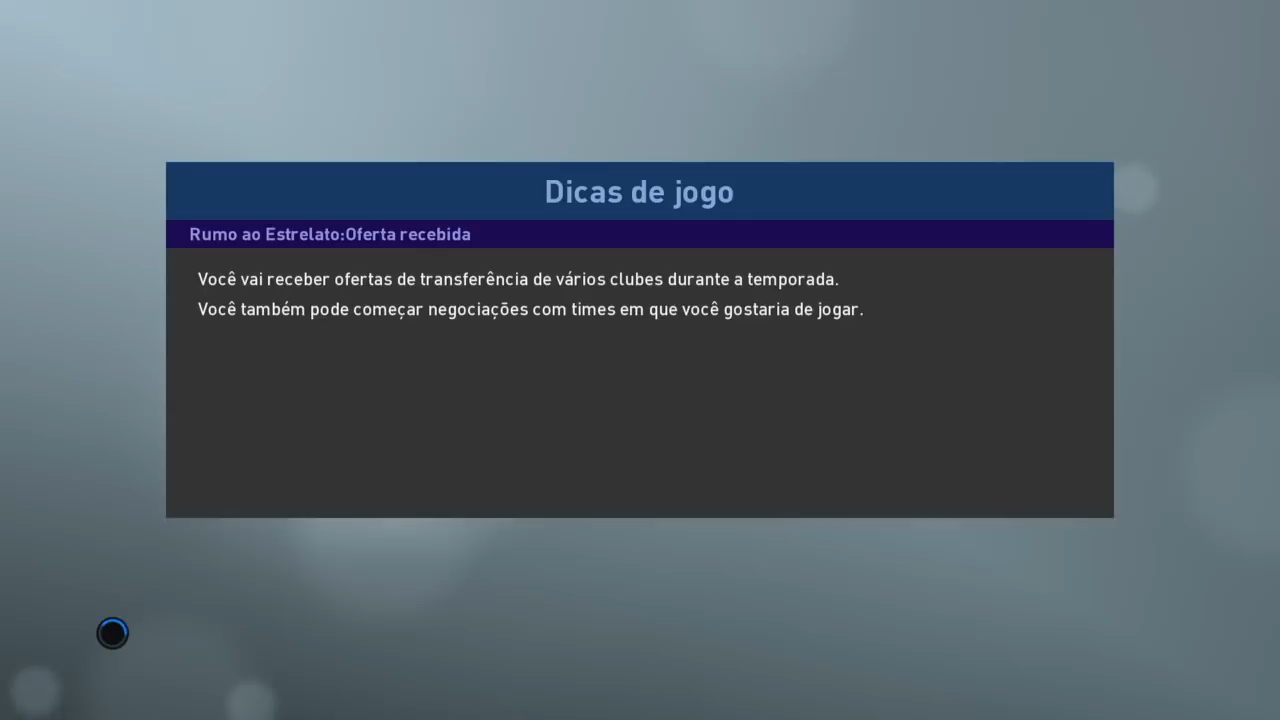 Dicas de jogo
Rumo ao Estrelato:Oferta recebida
Você vai receber ofertas de transferência de vários clubes durante a temporada.
Você também pode começar negociações com times em que você gostaria de jogar.